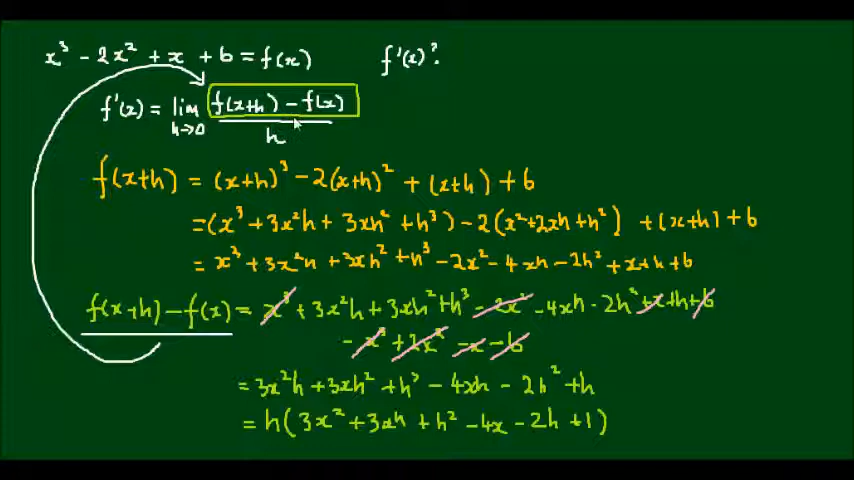 x³ - 2x² + x + 6 = f(x)    f'(x)?
f'(x) = lim h→0 f(x+h) - f(x) / h
f(x+h) = (x+h)³ - 2(x+h)² + (x+h) + 6
= (x³ + 3x²h + 3xh² + h³) - 2(x² + 2xh + h²) + (x+h) + 6
= x³ + 3x²h + 3xh² + h³ - 2x² - 4xh - 2h² + x + h + 6
f(x+h) - f(x) = x³ + 3x²h + 3xh² + h³ - 2x² - 4xh - 2h² + x + h + 6
- x³ + 2x² - x - 6
= 3x²h + 3xh² + h³ - 4xh - 2h² + h
= h(3x² + 3xh + h² - 4x - 2h + 1)